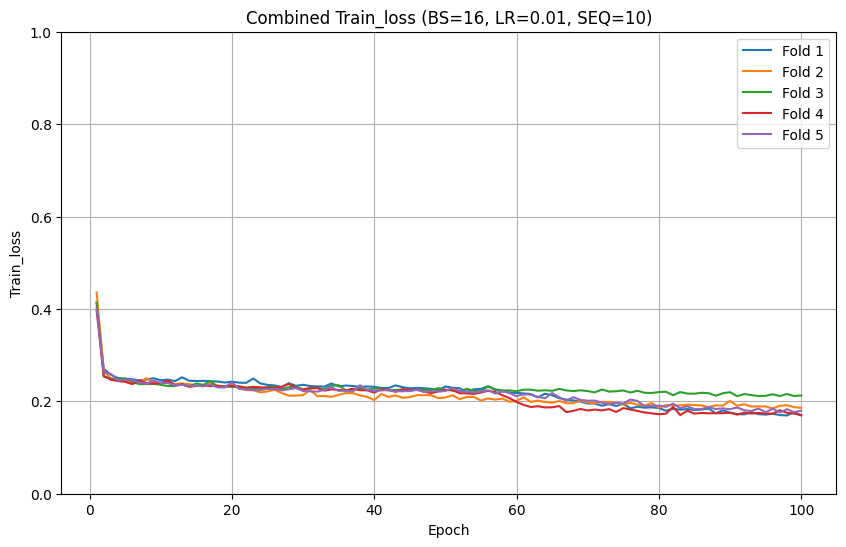 Combined Train_loss (BS=16, LR=0.01, SEQ=10)
1.0
0.8
0.6
0.4
0.2
0.0
Train_loss
Fold 1
Fold 2
Fold 3
Fold 4
Fold 5
0 20 40 60 80 100
Epoch